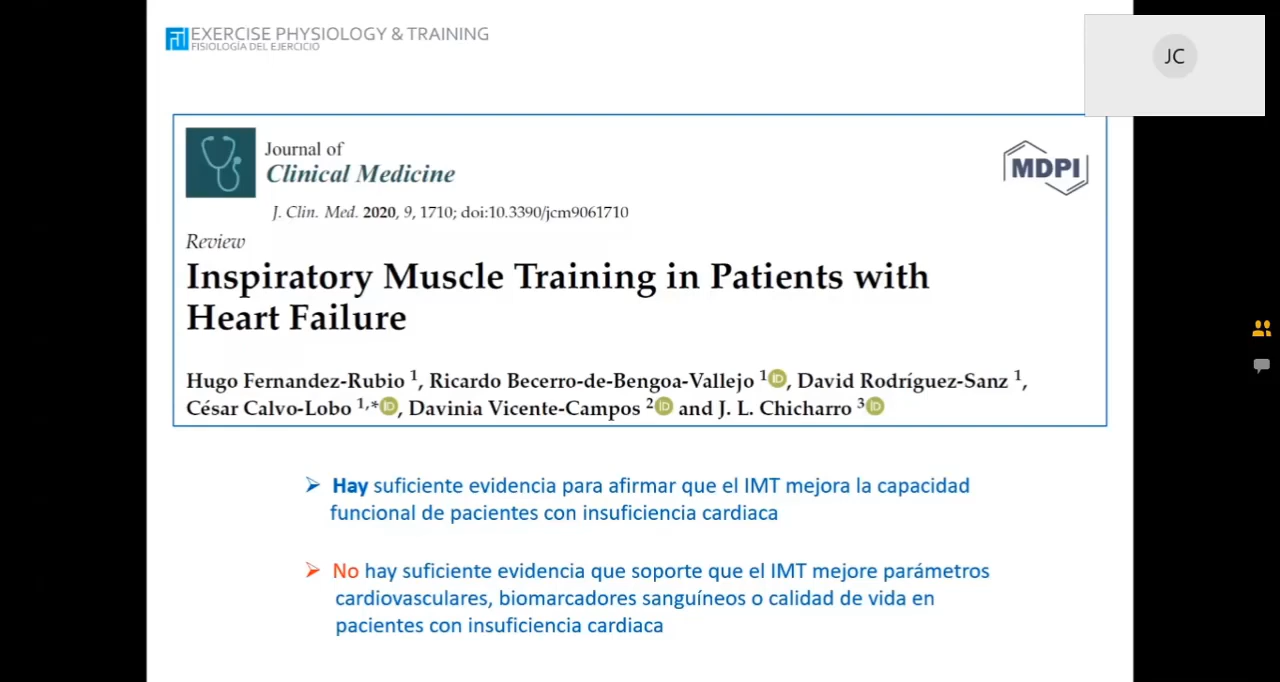 EXERCISE PHYSIOLOGY & TRAINING
FISIOLOGÍA DEL EJERCICIO
JC
Journal of
Clinical Medicine
MDPI
J. Clin. Med. 2020, 9, 1710; doi:10.3390/jcm9061710
Review
Inspiratory Muscle Training in Patients with
Heart Failure
Hugo Fernandez-Rubio 1, Ricardo Becerro-de-Bengoa-Vallejo 1 iD, David Rodríguez-Sanz 1,
César Calvo-Lobo 1,* iD, Davinia Vicente-Campos 2 iD and J. L. Chicharro 3 iD
➢ Hay suficiente evidencia para afirmar que el IMT mejora la capacidad
funcional de pacientes con insuficiencia cardiaca
➢ No hay suficiente evidencia que soporte que el IMT mejore parámetros
cardiovasculares, biomarcadores sanguíneos o calidad de vida en
pacientes con insuficiencia cardiaca